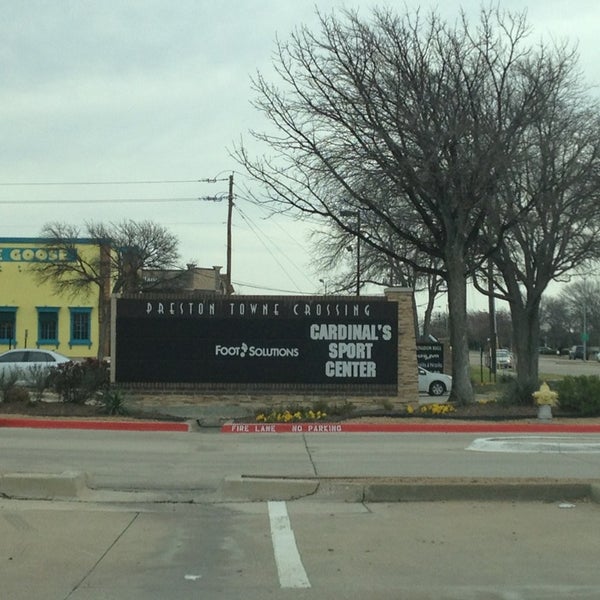 GOOSE
PRESTON TOWNE CROSSING
FOOT SOLUTIONS
CARDINAL'S
SPORT
CENTER
FIRE LANE NO PARKING